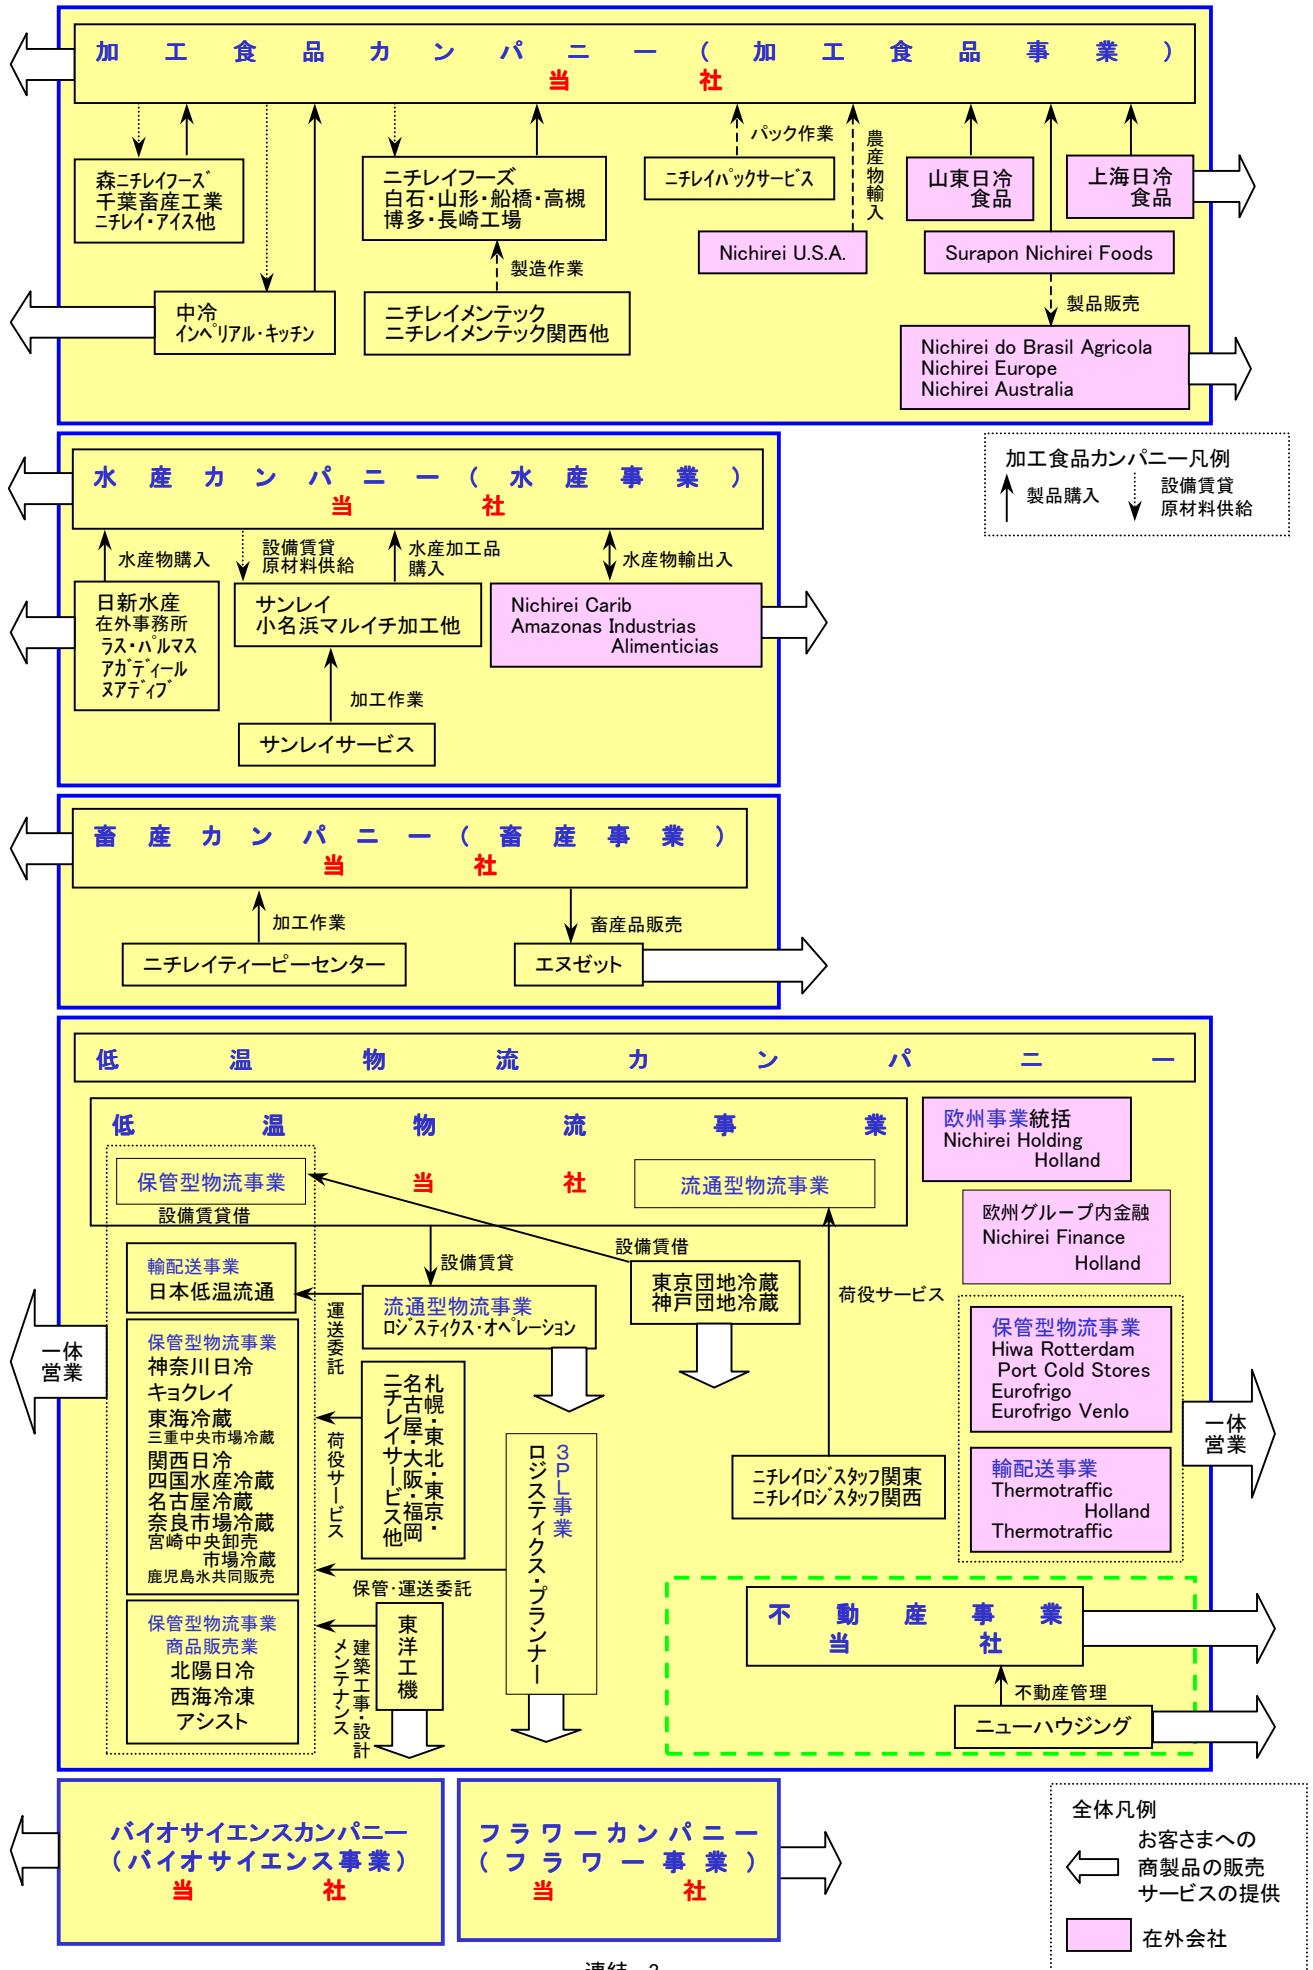 加工食品カンパニー(加工食品事業)
当社
パック作業
農産物輸入
森ニチレイフーズ
千葉畜産工業
ニチレイ・アイス他
ニチレイフーズ
白石・山形・船橋・高槻
博多・長崎工場
ニチレイパックサービス
山東日冷
食品
上海日冷
食品
Nichirei U.S.A.
Surapon Nichirei Foods
製造作業
製品販売
中冷
インペリアル・キッチン
ニチレイメンテック
ニチレイメンテック関西他
Nichirei do Brasil Agricola
Nichirei Europe
Nichirei Australia
加工食品カンパニー凡例
製品購入
設備賃貸
原材料供給
水産カンパニー(水産事業)
当社
水産物購入
設備賃貸
原材料供給
水産加工品
購入
水産物輸出入
日新水産
在外事務所
ラス・パルマス
アガディール
ヌアディブ
サンレイ
小名浜マルイチ加工他
Nichirei Carib
Amazonas Industrias
Alimenticias
加工作業
サンレイサービス
畜産カンパニー(畜産事業)
当社
加工作業
畜産品販売
ニチレイティーピーセンター
エヌゼット
低温物流カンパニー
低温物流事業
当社
保管型物流事業
流通型物流事業
設備賃貸借
欧州事業統括
Nichirei Holding
Holland
欧州グループ内金融
Nichirei Finance
Holland
設備賃貸
設備賃借
荷役サービス
輸配送事業
日本低温流通
運送委託
流通型物流事業
ロジスティクス・オペレーション
東京団地冷蔵
神戸団地冷蔵
一体
営業
保管型物流事業
神奈川日冷
キョクレイ
東海冷蔵
三重中央市場冷蔵
関西日冷
四国水産冷蔵
名古屋冷蔵
奈良市場冷蔵
宮崎中央卸売
市場冷蔵
鹿児島氷共同販売
荷役サービス
札幌・東北・東京・
名古屋・大阪・福岡
ニチレイサービス他
3PL事業
ロジスティクス・プランナー
保管型物流事業
Hiwa Rotterdam
Port Cold Stores
Eurofrigo
Eurofrigo Venlo
輸配送事業
Thermotraffic
Holland
Thermotraffic
一体
営業
ニチレイロジスタッフ関東
ニチレイロジスタッフ関西
保管・運送委託
保管型物流事業
商品販売業
北陽日冷
西海冷凍
アシスト
建築工事・設計
メンテナンス
東洋工機
不動産事業
当社
不動産管理
ニューハウジング
バイオサイエンスカンパニー
(バイオサイエンス事業)
当社
フラワーカンパニー
(フラワー事業)
当社
全体凡例
お客さまへの
商製品の販売
サービスの提供
在外会社